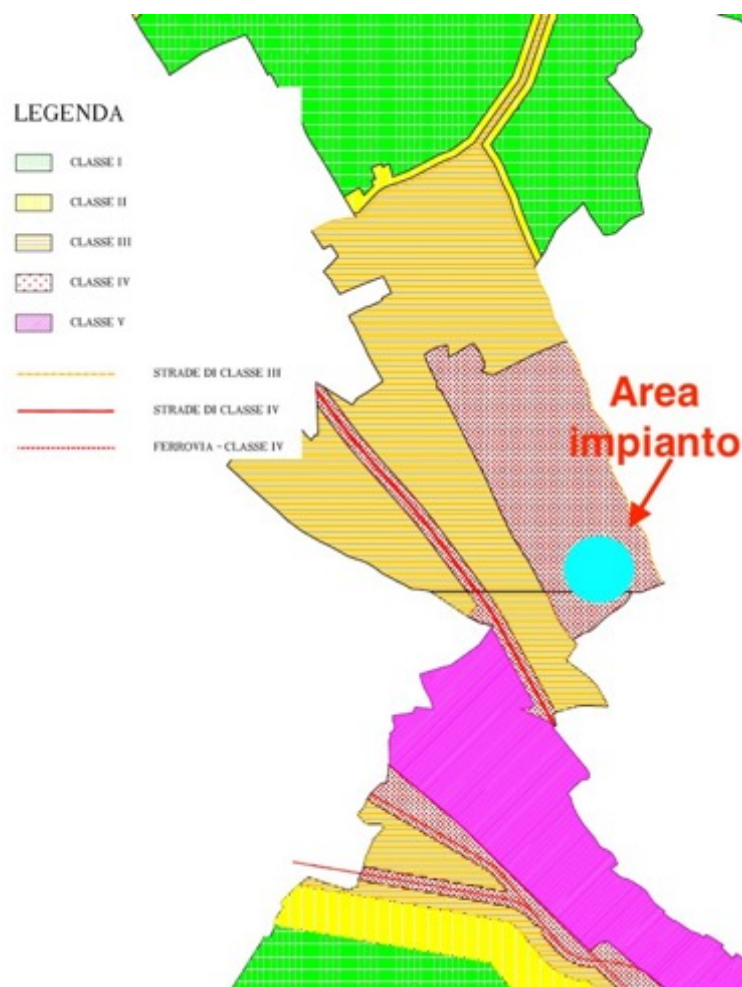 LEGENDA
CLASSE I
CLASSE II
CLASSE III
CLASSE IV
CLASSE V
STRADE DI CLASSE III
STRADE DI CLASSE IV
FERROVIA - CLASSE IV
Area
impianto